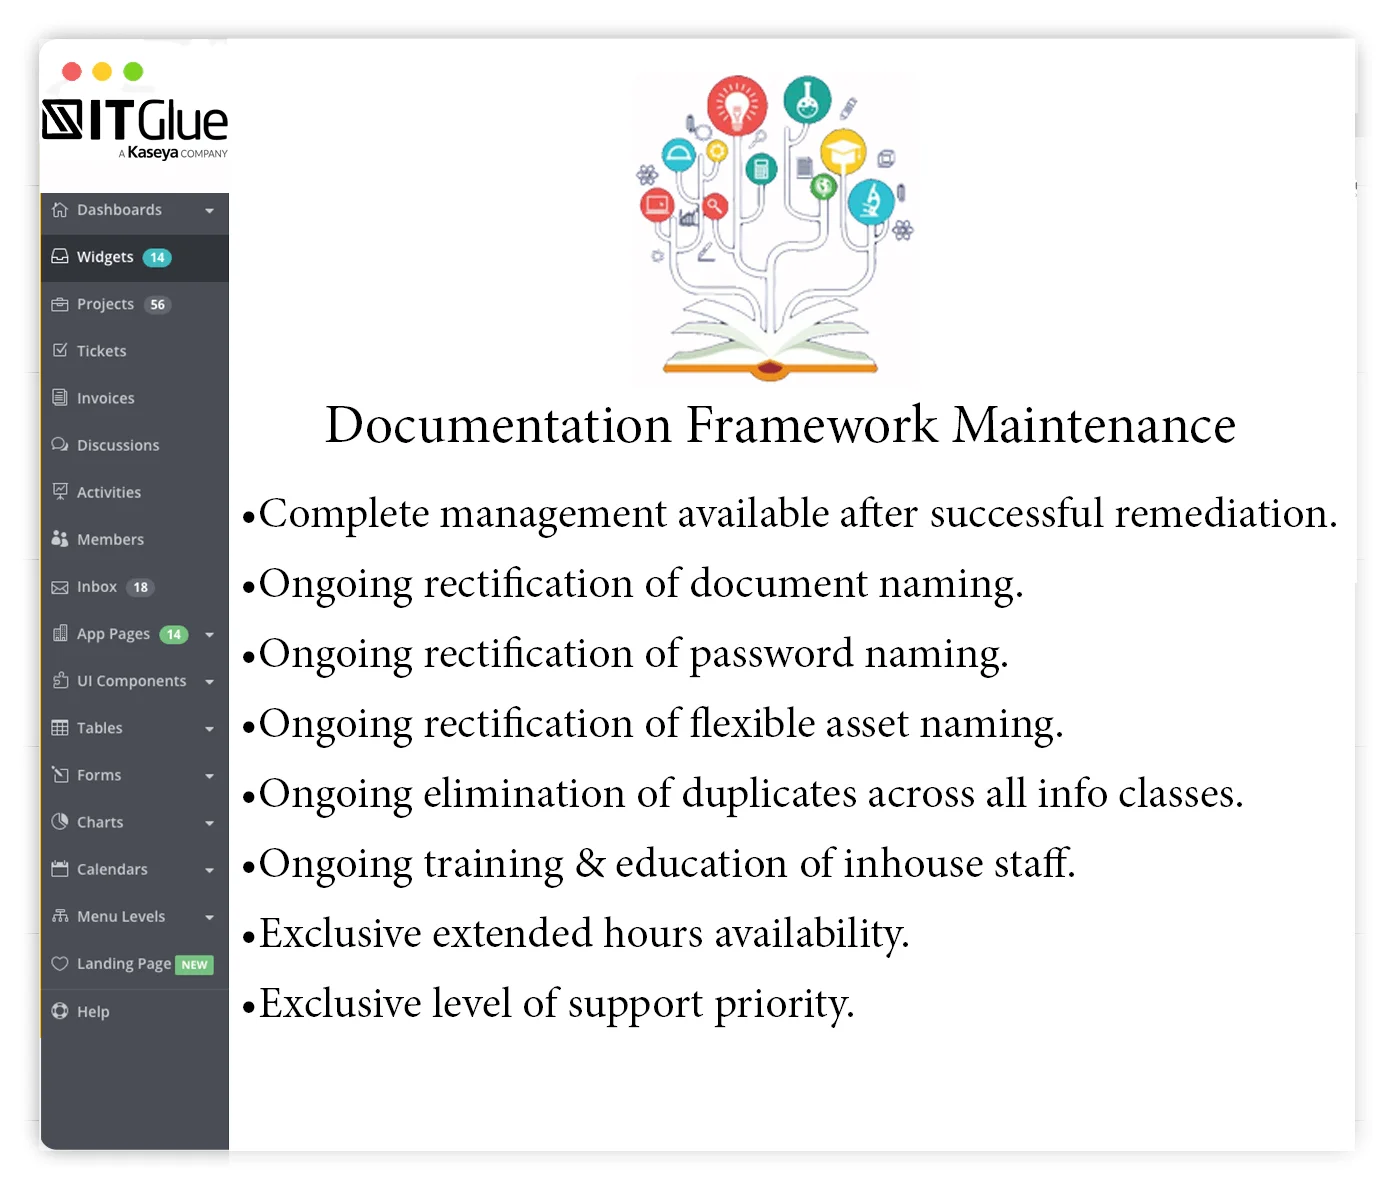 ITGlue
A Kaseya COMPANY
Dashboards
Widgets 14
Projects 56
Tickets
Invoices
Discussions
Activities
Members
Inbox 18
App Pages 14
UI Components
Tables
Forms
Charts
Calendars
Menu Levels
Landing Page NEW
Help
Documentation Framework Maintenance
•Complete management available after successful remediation.
•Ongoing rectification of document naming.
•Ongoing rectification of password naming.
•Ongoing rectification of flexible asset naming.
•Ongoing elimination of duplicates across all info classes.
•Ongoing training & education of inhouse staff.
•Exclusive extended hours availability.
•Exclusive level of support priority.